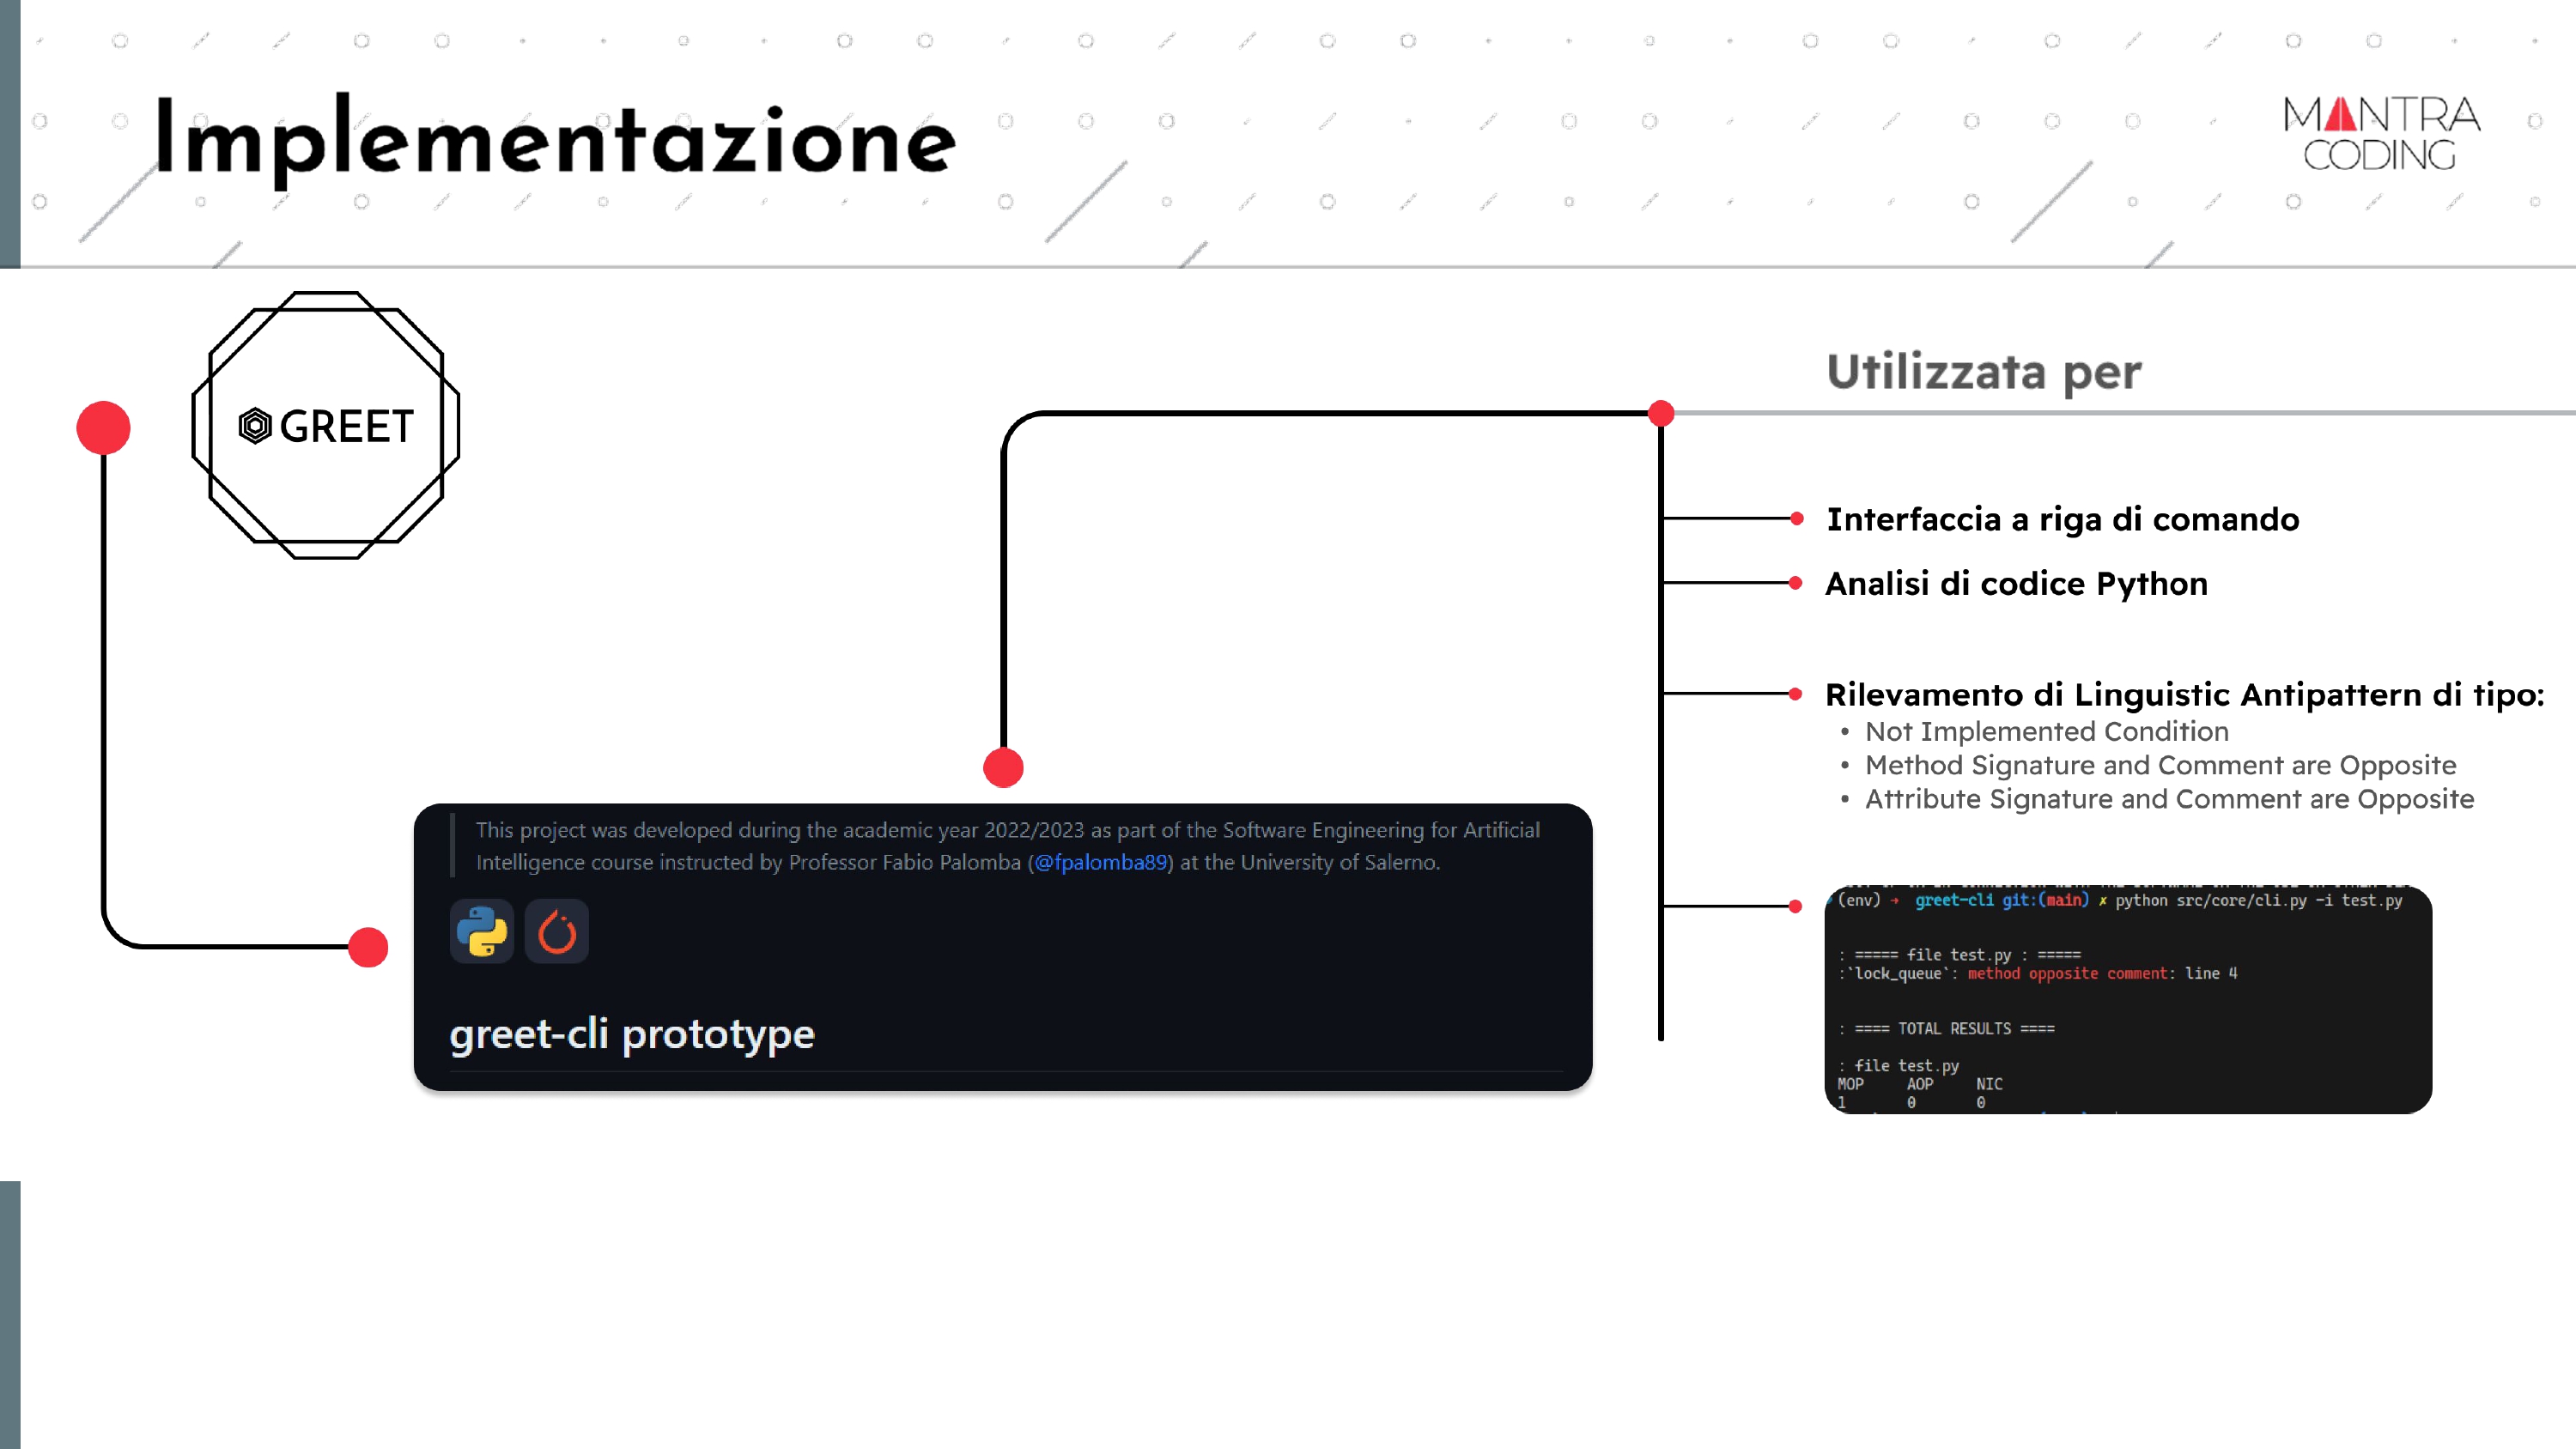 Implementazione
MANTRA
CODING
GREET
Utilizzata per
Interfaccia a riga di comando
Analisi di codice Python
Rilevamento di Linguistic Antipattern di tipo:
• Not Implemented Condition
• Method Signature and Comment are Opposite
• Attribute Signature and Comment are Opposite
This project was developed during the academic year 2022/2023 as part of the Software Engineering for Artificial
Intelligence course instructed by Professor Fabio Palomba (@fpalomba89) at the University of Salerno.
greet-cli prototype
(env) → greet-cli git:(main) ✗ python src/core/cli.py -i test.py
: ===== file test.py : =====
:`lock_queue`: method opposite comment: line 4
: ==== TOTAL RESULTS ====
: file test.py
MOP AOP NIC
1 0 0